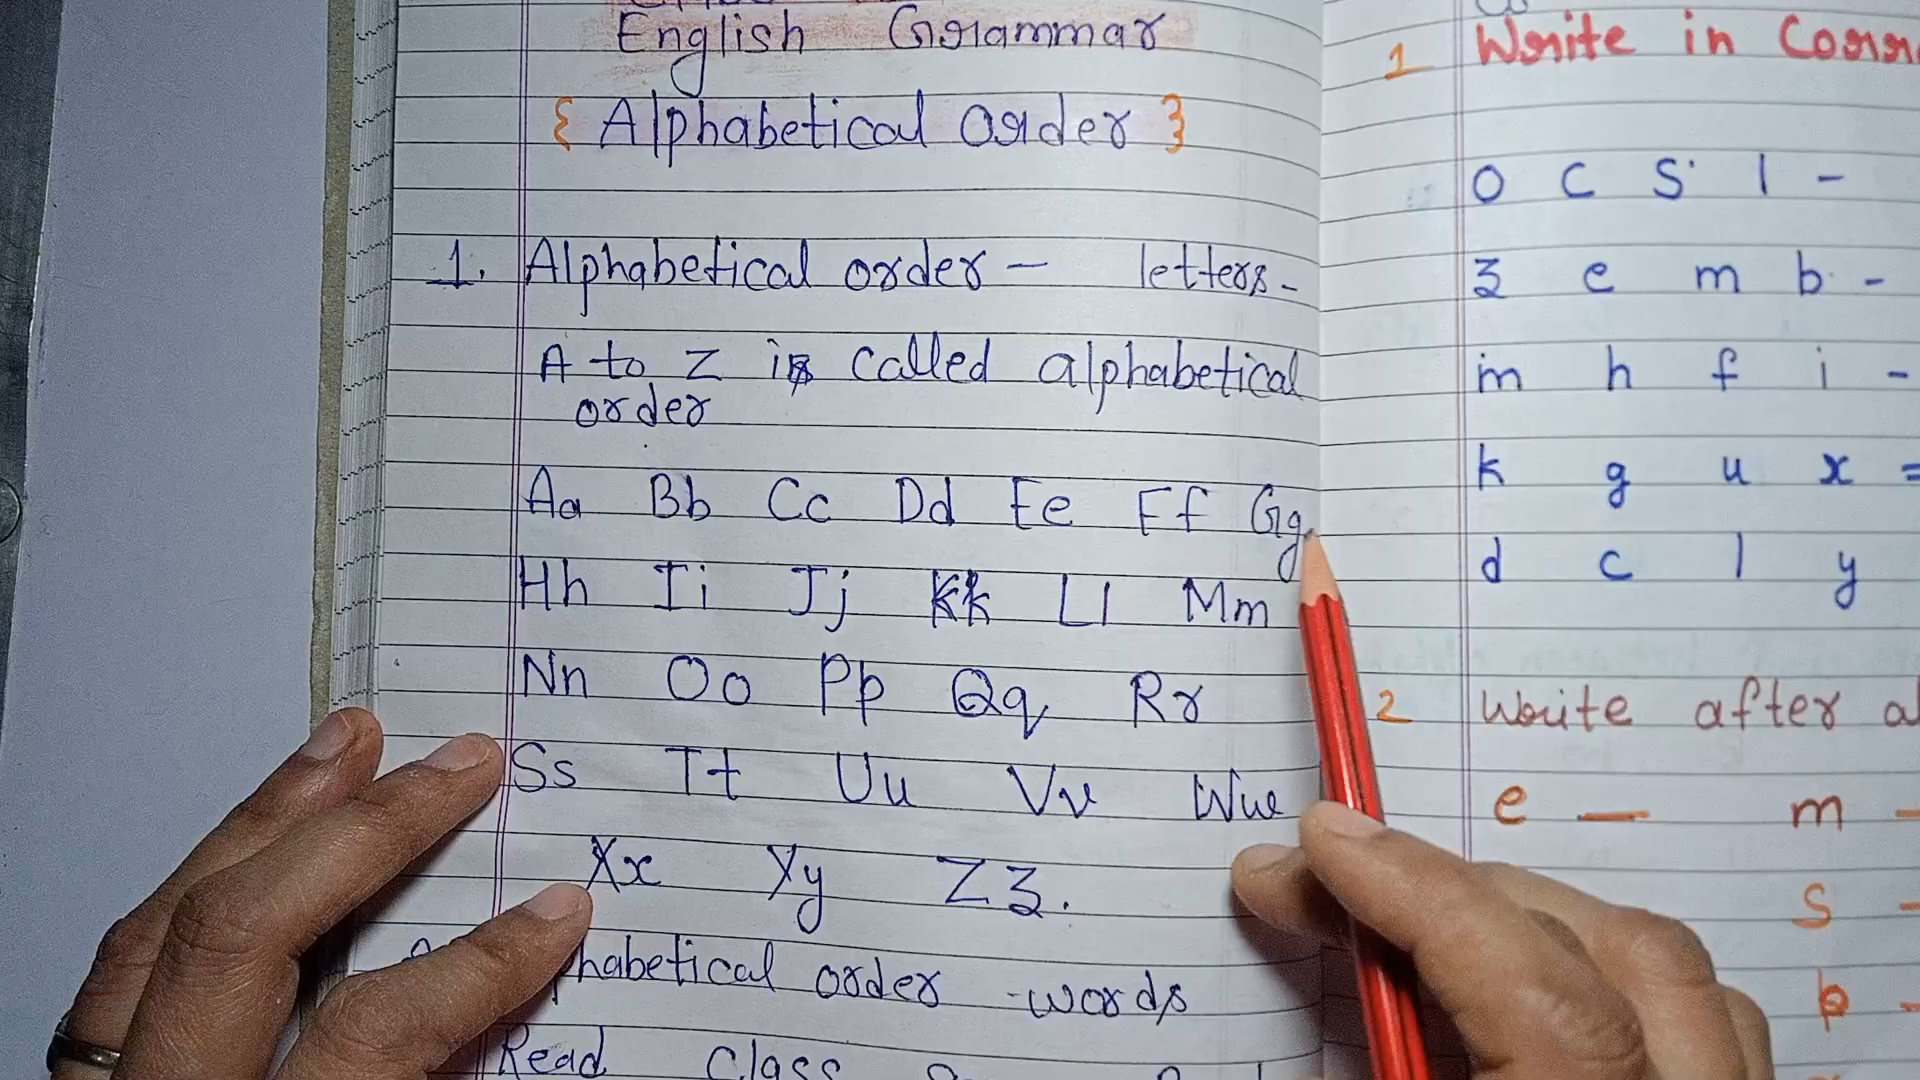 English Grammar
{ Alphabetical Order }
1. Alphabetical order - letters-
A to Z is called alphabetical
order
Aa Bb Cc Dd Ee Ff Gg
Hh Ii Jj Kk Ll Mm
Nn Oo Pp Qq Rr
Ss Tt Uu Vv Ww
Xx Yy Zz.
order -words
Read Class
1 Write in
o c s l -
z e m b -
m h f i -
k g u x =
d c l y
2 Write after
e — m -
s -
p -